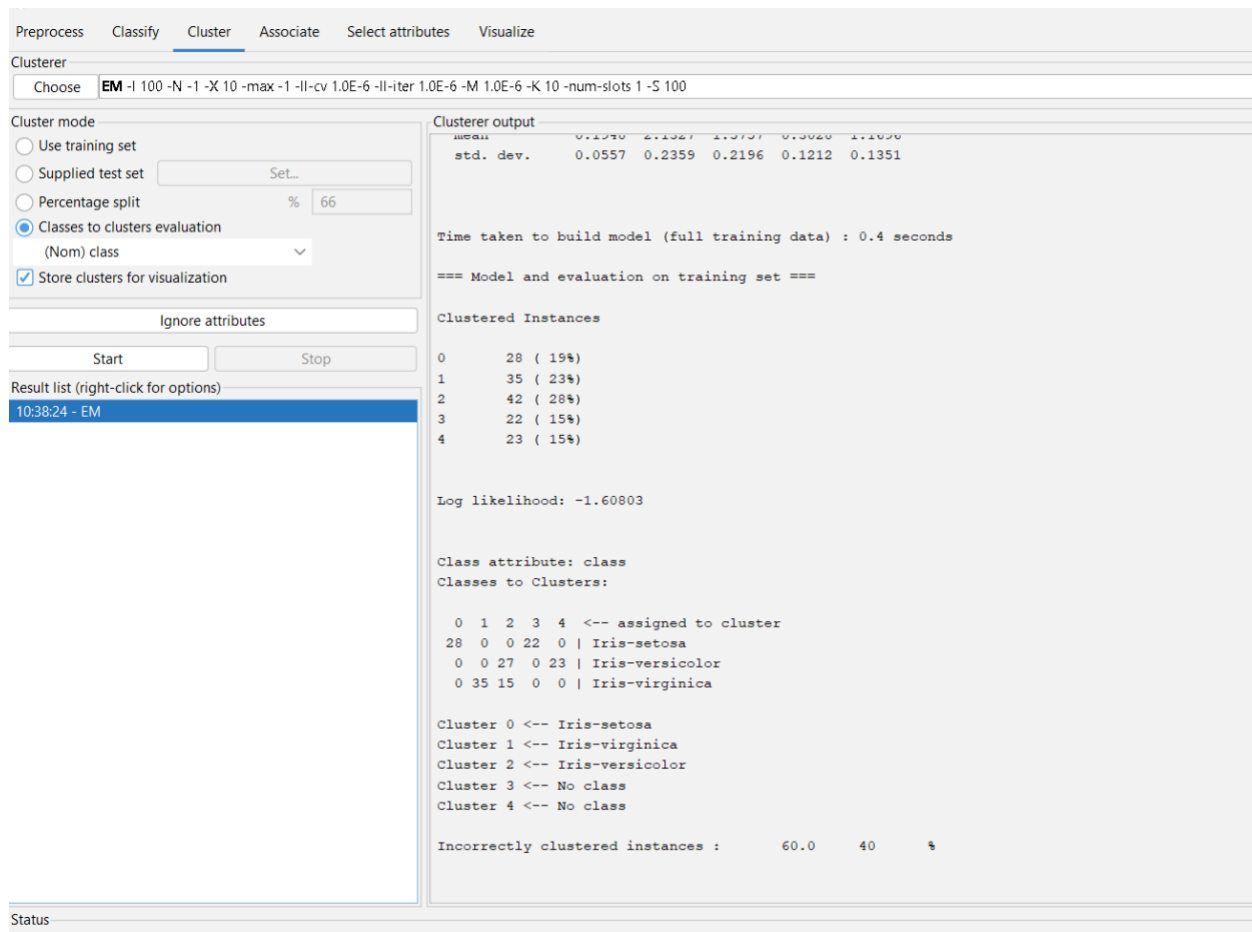 Preprocess Classify Cluster Associate Select attributes Visualize
Clusterer
Choose EM -I 100 -N -1 -X 10 -max -1 -ll-cv 1.0E-6 -ll-iter 1.0E-6 -M 1.0E-6 -K 10 -num-slots 1 -S 100
Cluster mode
Use training set
Supplied test set Set...
Percentage split % 66
Classes to clusters evaluation
(Nom) class
Store clusters for visualization
Ignore attributes
Start Stop
Result list (right-click for options)
10:38:24 - EM
Clusterer output
mean
std. dev. 0.0557 0.2359 0.2196 0.1212 0.1351
Time taken to build model (full training data) : 0.4 seconds
=== Model and evaluation on training set ===
Clustered Instances
0 28 ( 19%)
1 35 ( 23%)
2 42 ( 28%)
3 22 ( 15%)
4 23 ( 15%)
Log likelihood: -1.60803
Class attribute: class
Classes to Clusters:
0 1 2 3 4 <-- assigned to cluster
28 0 0 22 0 | Iris-setosa
0 0 27 0 23 | Iris-versicolor
0 35 15 0 0 | Iris-virginica
Cluster 0 <-- Iris-setosa
Cluster 1 <-- Iris-virginica
Cluster 2 <-- Iris-versicolor
Cluster 3 <-- No class
Cluster 4 <-- No class
Incorrectly clustered instances : 60.0 40 %
Status